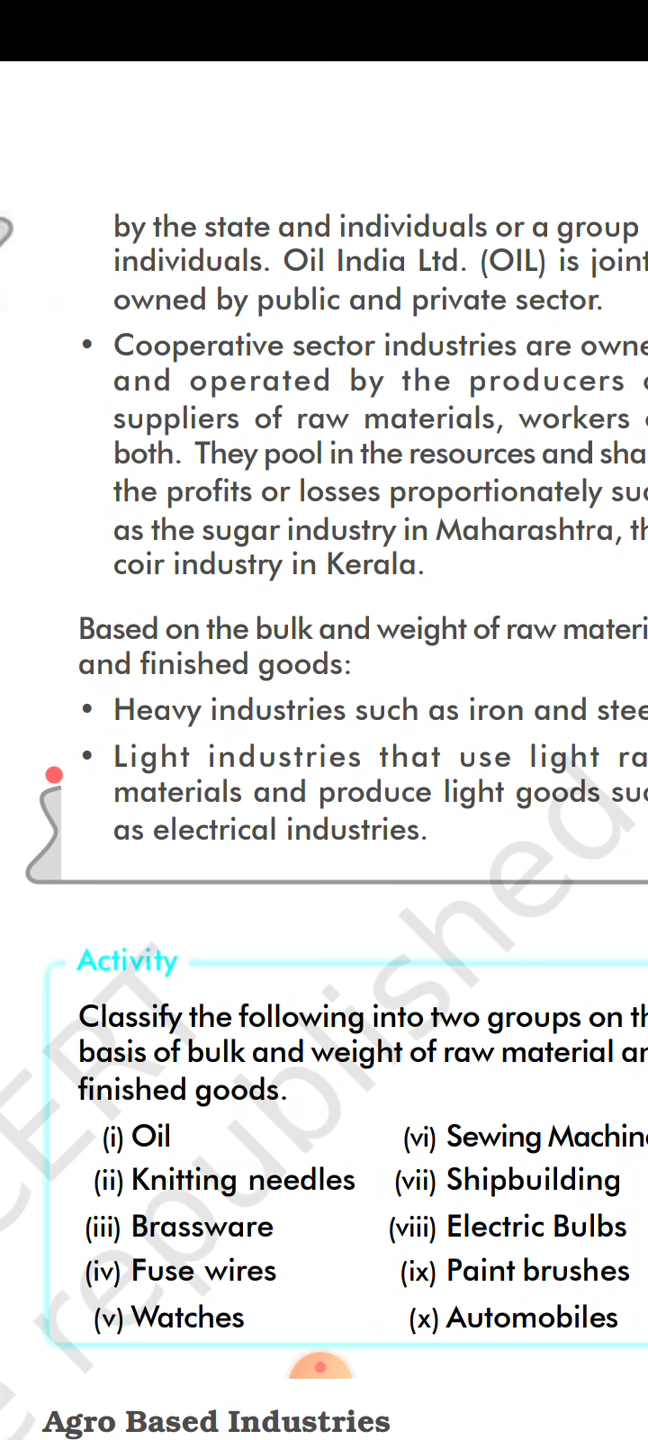 by the state and individuals or a group
individuals. Oil India Ltd. (OIL) is joint
owned by public and private sector.
• Cooperative sector industries are owne
and operated by the producers
suppliers of raw materials, workers
both. They pool in the resources and sha
the profits or losses proportionately suc
as the sugar industry in Maharashtra, th
coir industry in Kerala.
Based on the bulk and weight of raw materi
and finished goods:
• Heavy industries such as iron and stee
• Light industries that use light ra
materials and produce light goods suc
as electrical industries.
Activity
Classify the following into two groups on th
basis of bulk and weight of raw material an
finished goods.
(i) Oil (vi) Sewing Machine
(ii) Knitting needles (vii) Shipbuilding
(iii) Brassware (viii) Electric Bulbs
(iv) Fuse wires (ix) Paint brushes
(v) Watches (x) Automobiles
Agro Based Industries
CERT
e republished